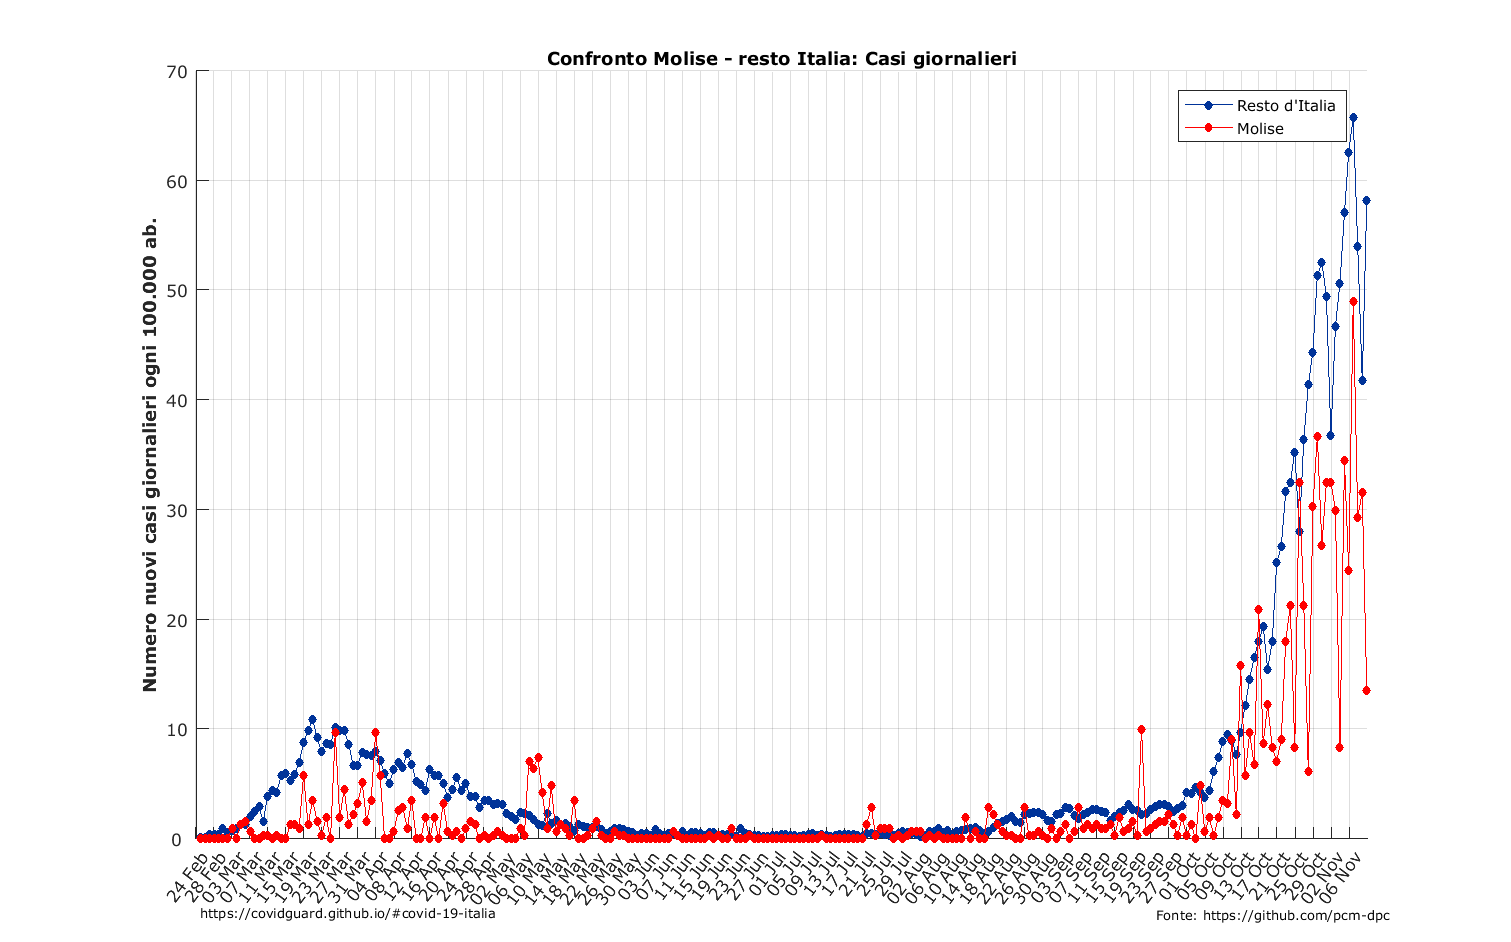 Confronto Molise - resto Italia: Casi giornalieri
Resto d'Italia
Molise
Numero nuovi casi giornalieri ogni 100.000 ab.
70
60
50
40
30
20
10
0
24 Feb
28 Feb
03 Mar
07 Mar
11 Mar
15 Mar
19 Mar
23 Mar
27 Mar
31 Mar
04 Apr
08 Apr
12 Apr
16 Apr
20 Apr
24 Apr
28 Apr
02 May
06 May
10 May
14 May
18 May
22 May
26 May
30 May
03 Jun
07 Jun
11 Jun
15 Jun
19 Jun
23 Jun
27 Jun
01 Jul
05 Jul
09 Jul
13 Jul
17 Jul
21 Jul
25 Jul
29 Jul
02 Aug
06 Aug
10 Aug
14 Aug
18 Aug
22 Aug
26 Aug
30 Aug
03 Sep
07 Sep
11 Sep
15 Sep
19 Sep
23 Sep
27 Sep
01 Oct
05 Oct
09 Oct
13 Oct
17 Oct
21 Oct
25 Oct
29 Oct
02 Nov
06 Nov
https://covidguard.github.io/#covid-19-italia
Fonte: https://github.com/pcm-dpc